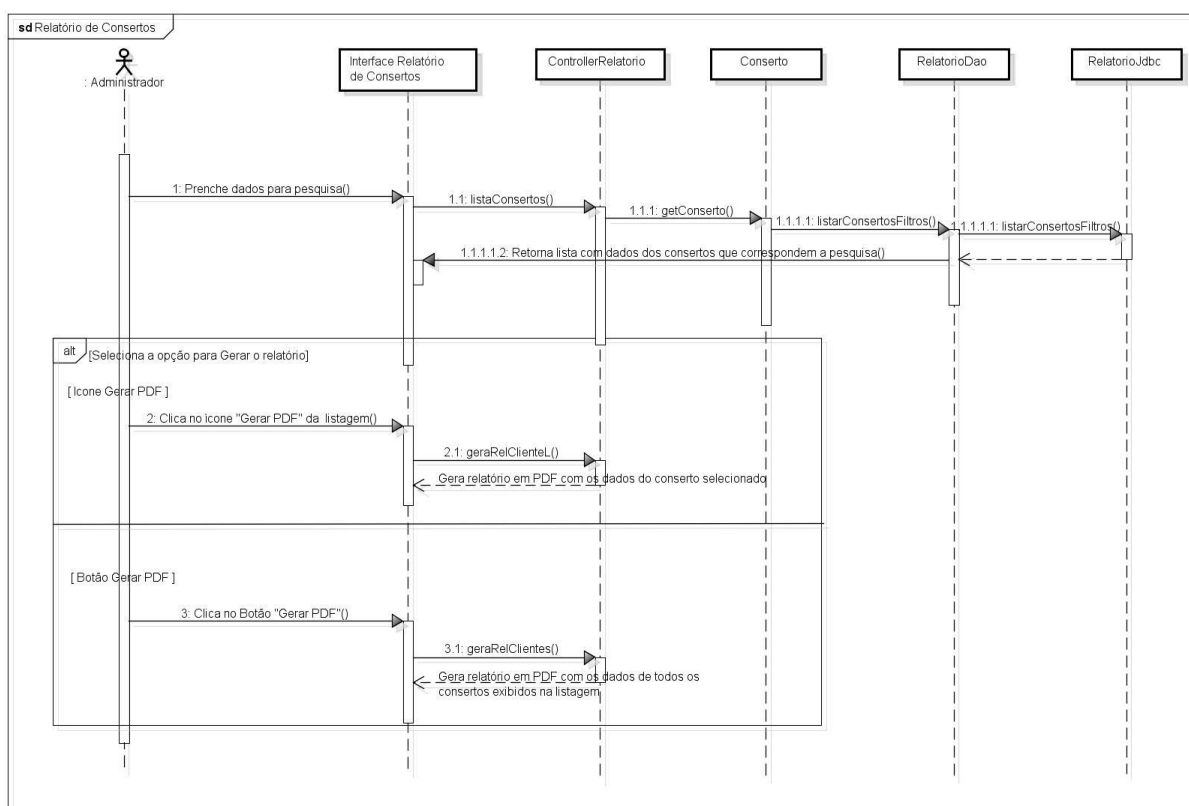 sd Relatório de Consertos
: Administrador
Interface Relatório
de Consertos
ControllerRelatorio
Conserto
RelatorioDao
RelatorioJdbc
1: Prenche dados para pesquisa()
1.1: listaConsertos()
1.1.1: getConserto()
1.1.1.1: listarConsertosFiltros()
1.1.1.1.1: listarConsertosFiltros()
1.1.1.1.2: Retorna lista com dados dos consertos que correspondem a pesquisa()
alt
[Seleciona a opção para Gerar o relatório]
[ Icone Gerar PDF ]
2: Clica no icone "Gerar PDF" da listagem()
2.1: geraRelClienteL()
Gera relatório em PDF com os dados do conserto selecionado
[ Botão Gerar PDF ]
3: Clica no Botão "Gerar PDF"()
3.1: geraRelClientes()
Gera relatório em PDF com os dados de todos os
consertos exibidos na listagem